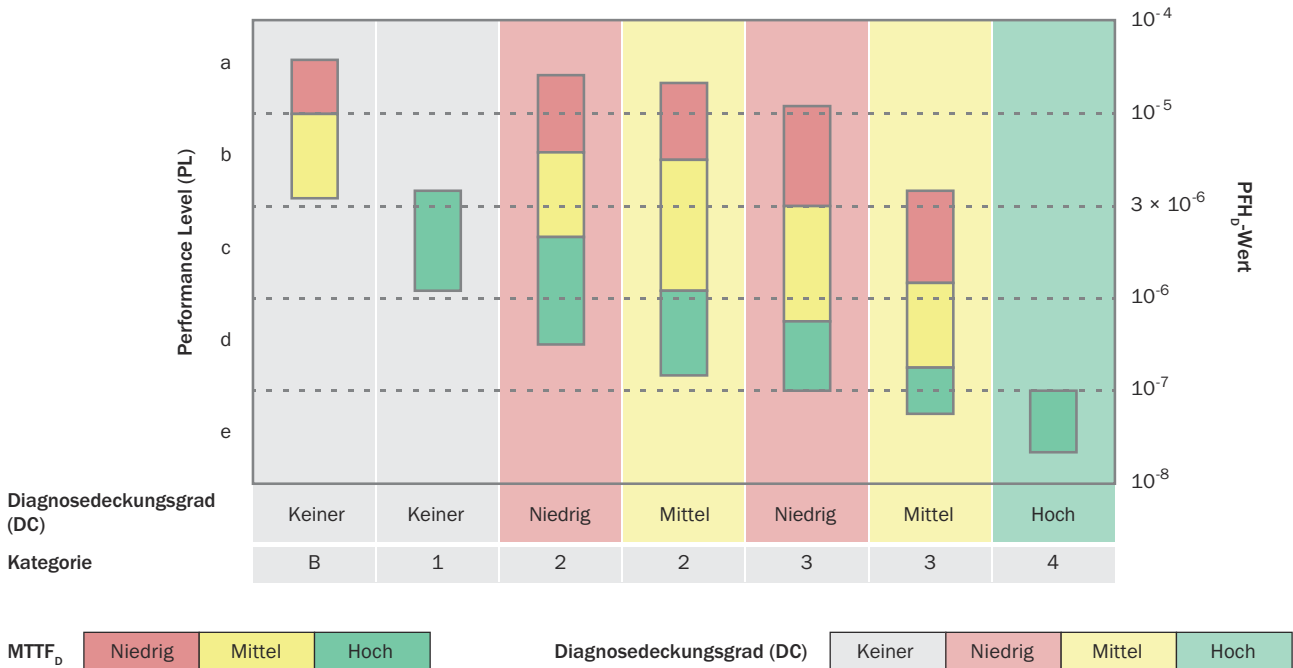 10⁻⁴
a
10⁻⁵
b
3 × 10⁻⁶
c
10⁻⁶
d
10⁻⁷
e
10⁻⁸
Performance Level (PL)
PFH_D-Wert
Diagnosedeckungsgrad
(DC)
Keiner Keiner Niedrig Mittel Niedrig Mittel Hoch
Kategorie B 1 2 2 3 3 4
MTTF_D Niedrig Mittel Hoch
Diagnosedeckungsgrad (DC) Keiner Niedrig Mittel Hoch